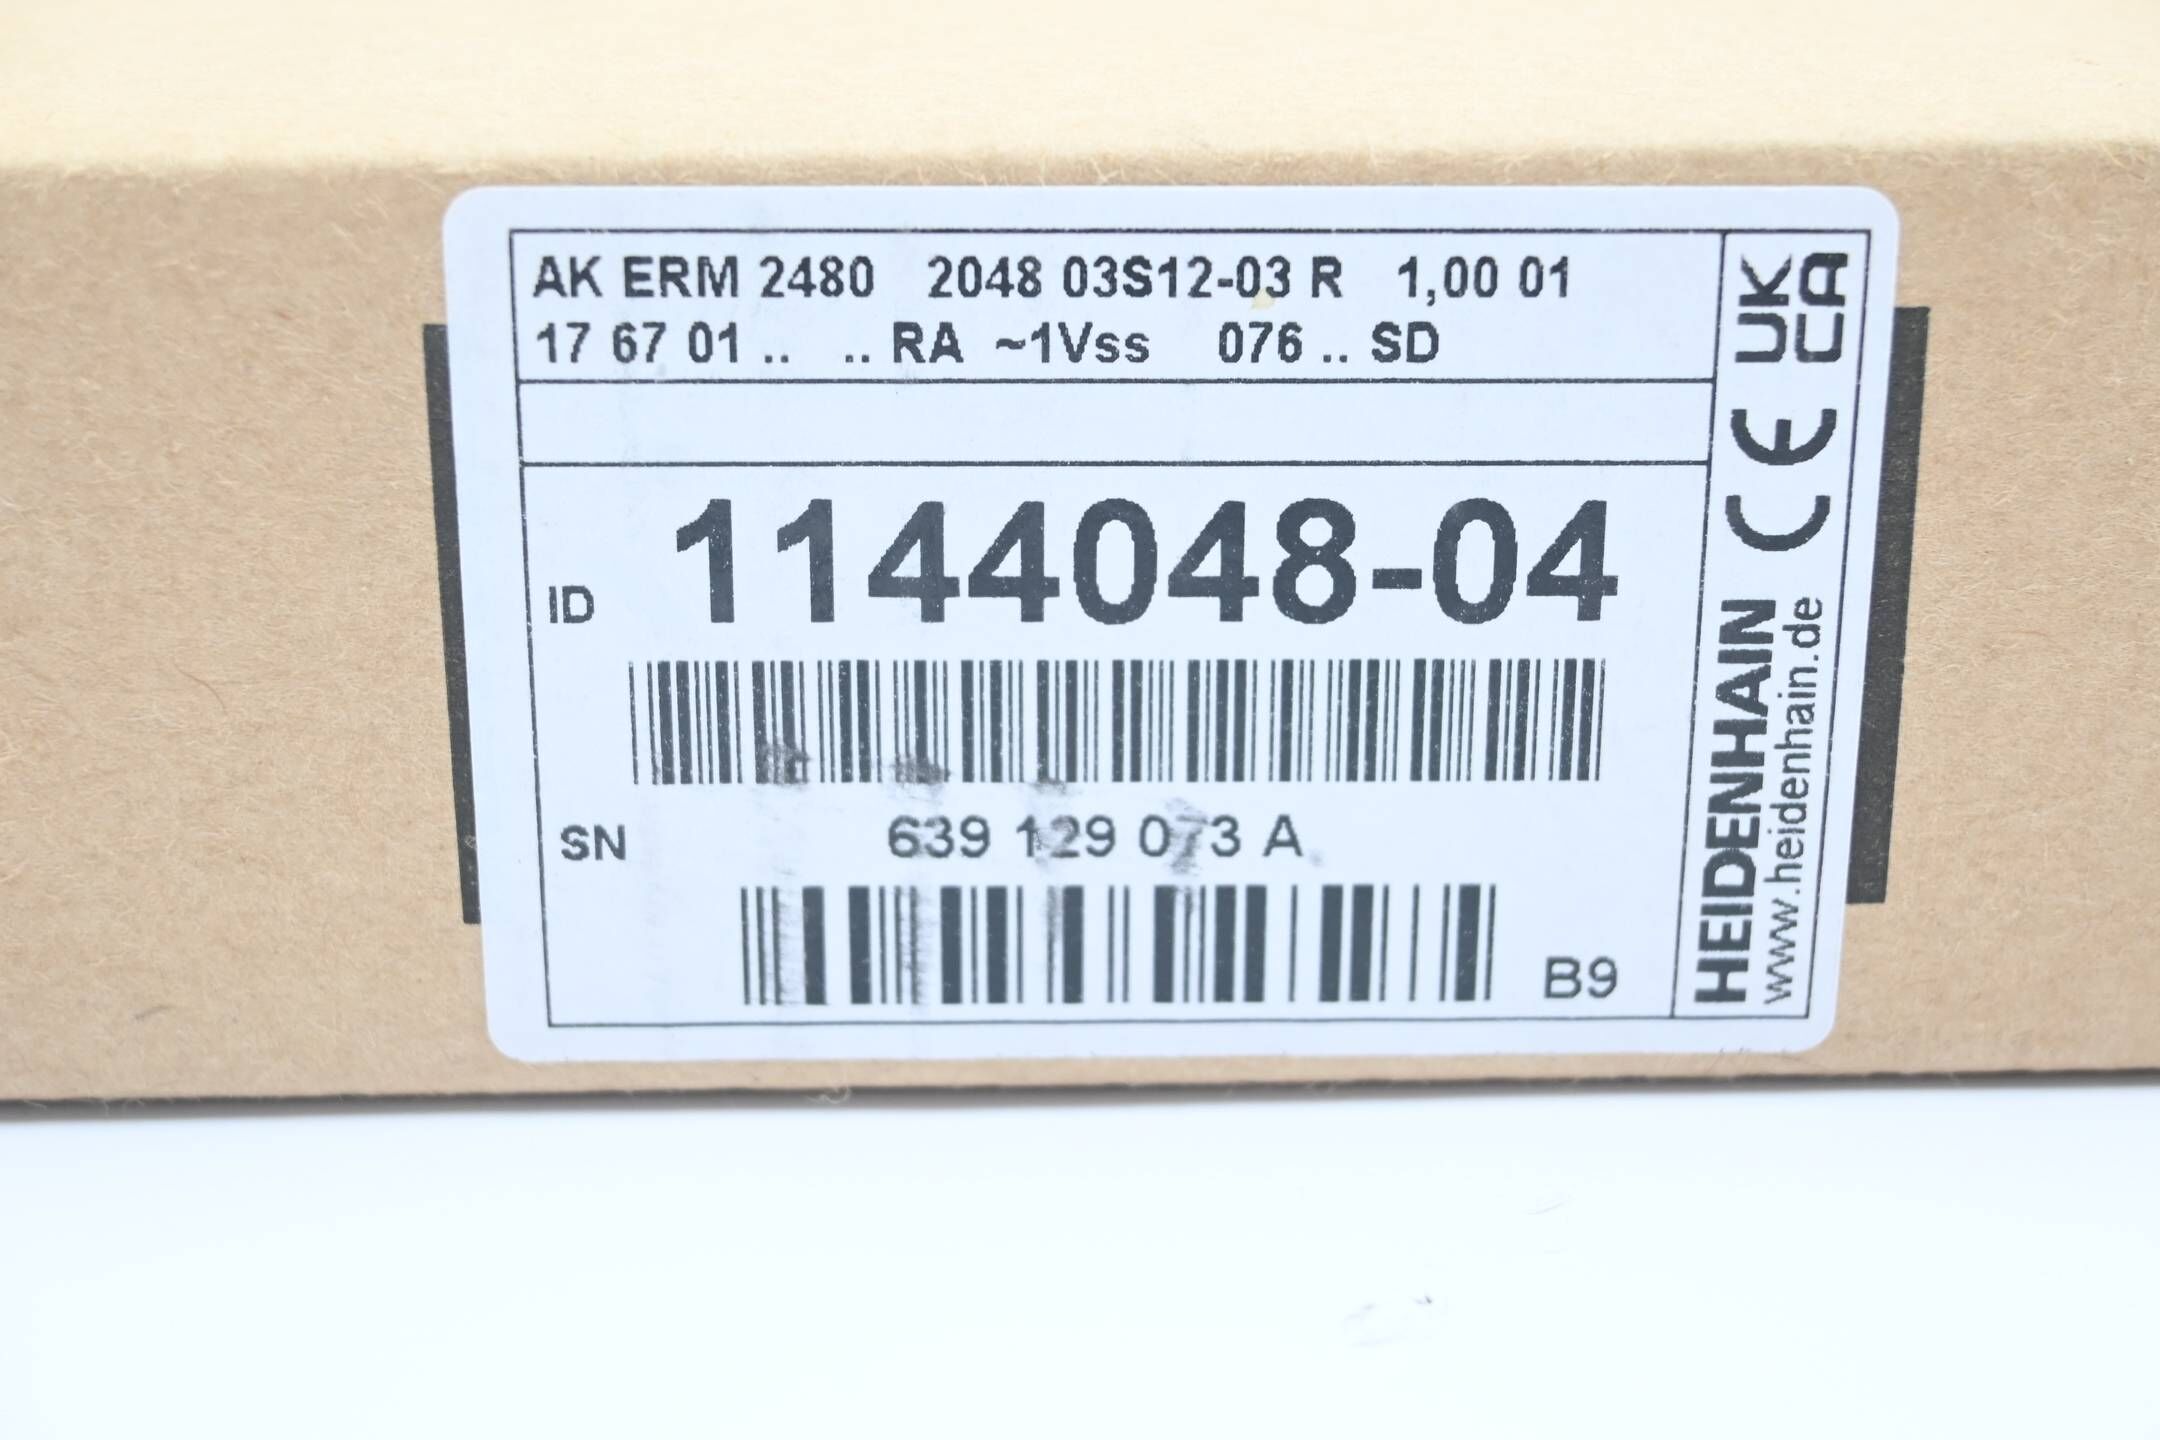 AK ERM 2480 2048 03S12-03 R 1,00 01
17 67 01 .. .. RA ~1Vss 076 .. SD
ID 1144048-04
SN 639 129 073 A
B9
HEIDENHAIN
www.heidenhain.de
CE
UK
CA